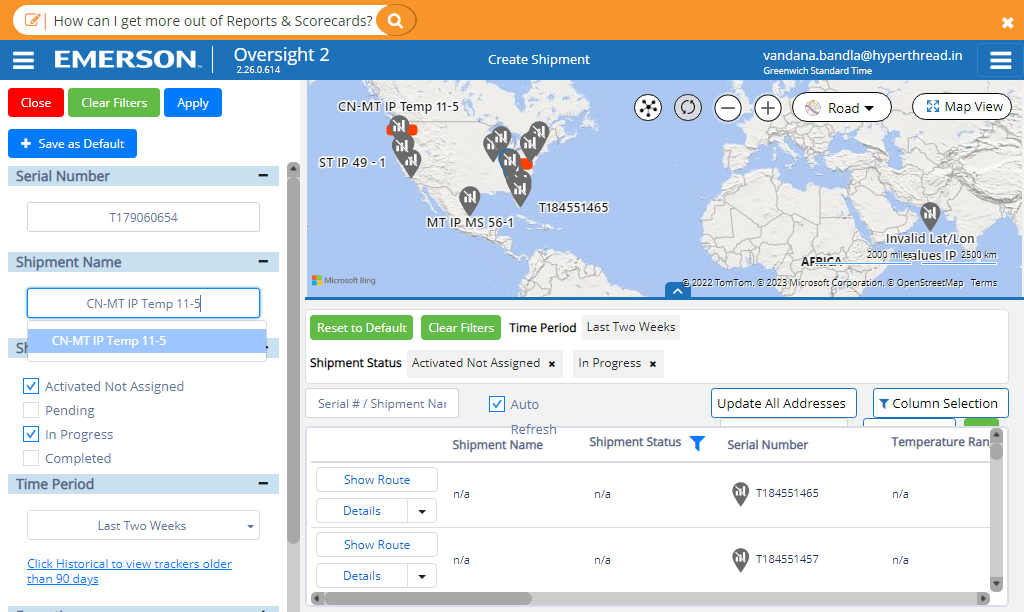 How can I get more out of Reports & Scorecards?
EMERSON
Oversight 2
2.26.0.614
Create Shipment
vandana.bandla@hyperthread.in
Greenwich Standard Time
Close
Clear Filters
Apply
Save as Default
Serial Number
T179060654
Shipment Name
CN-MT IP Temp 11-5
CN-MT IP Temp 11-5
Activated Not Assigned
Pending
In Progress
Completed
Time Period
Last Two Weeks
Click Historical to view trackers older
than 90 days
CN-MT IP Temp 11-5
Road
Map View
ST IP 49 - 1
T184551465
MT IP MS 56-1
Invalid Lat/Lon
Values IP
AFRICA
2000 miles
2500 km
Microsoft Bing
© 2022 TomTom, © 2023 Microsoft Corporation, © OpenStreetMap
Terms
Reset to Default
Clear Filters
Time Period
Last Two Weeks
Shipment Status
Activated Not Assigned ×
In Progress ×
Serial # / Shipment Nar
Auto
Refresh
Update All Addresses
Column Selection
Shipment Name
Shipment Status
Serial Number
Temperature Ran
Show Route
Details
n/a
n/a
T184551465
n/a
Show Route
Details
n/a
n/a
T184551457
n/a